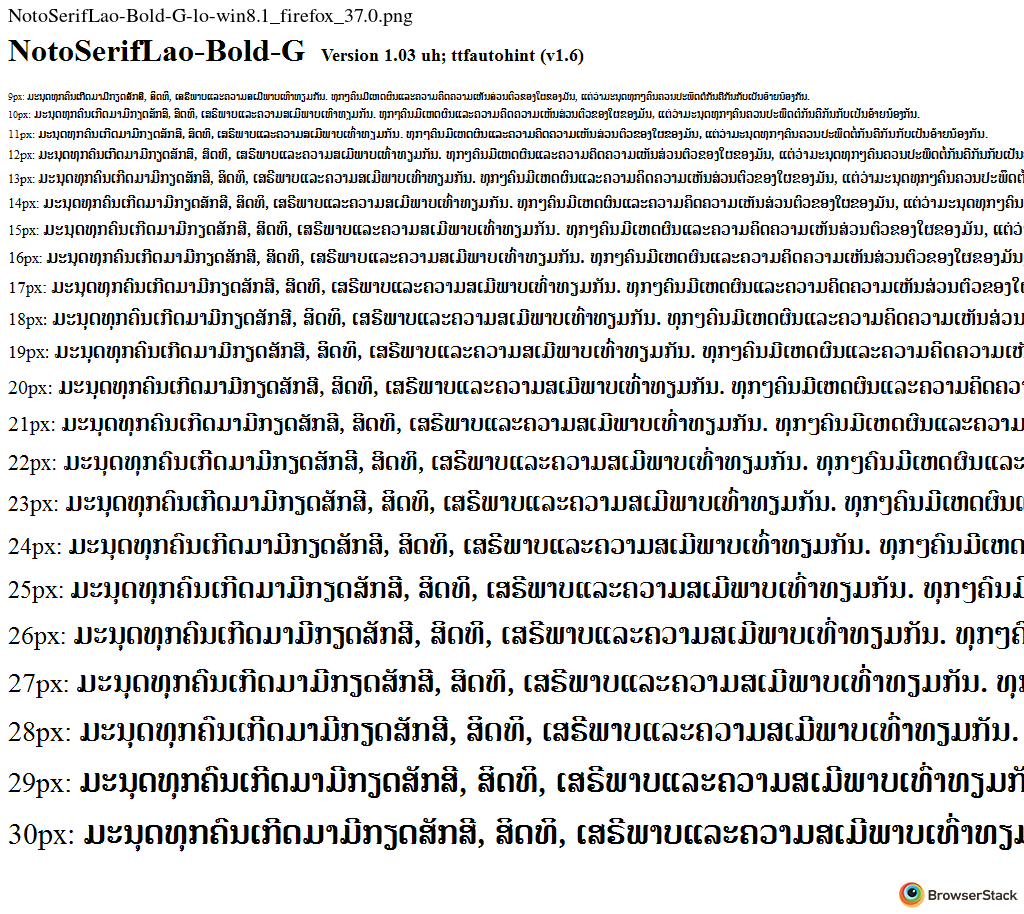 NotoSerifLao-Bold-G-lo-win8.1_firefox_37.0.png
NotoSerifLao-Bold-G Version 1.03 uh; ttfautohint (v1.6)
9px: ມະນຸດທຸກຄົນເກີດມາມີກຽດສັກສີ, ສິດທິ, ເສຣີພາບແລະຄວາມສເມີພາບເທົ່າທຽມກັນ. ທຸກໆຄົນມີເຫດຜົນແລະຄວາມຄິດຄວາມເຫັນສ່ວນຕົວຂອງໃຜຂອງມັນ, ແຕ່ວ່າມະນຸດທຸກໆຄົນຄວນປະພຶດຕໍ່ກັນຄືກັນກັບເປັນອ້າຍນ້ອງກັນ.
10px: ມະນຸດທຸກຄົນເກີດມາມີກຽດສັກສີ, ສິດທິ, ເສຣີພາບແລະຄວາມສເມີພາບເທົ່າທຽມກັນ. ທຸກໆຄົນມີເຫດຜົນແລະຄວາມຄິດຄວາມເຫັນສ່ວນຕົວຂອງໃຜຂອງມັນ, ແຕ່ວ່າມະນຸດທຸກໆຄົນຄວນປະພຶດຕໍ່ກັນຄືກັນກັບເປັນອ້າຍນ້ອງກັນ.
11px: ມະນຸດທຸກຄົນເກີດມາມີກຽດສັກສີ, ສິດທິ, ເສຣີພາບແລະຄວາມສເມີພາບເທົ່າທຽມກັນ. ທຸກໆຄົນມີເຫດຜົນແລະຄວາມຄິດຄວາມເຫັນສ່ວນຕົວຂອງໃຜຂອງມັນ, ແຕ່ວ່າມະນຸດທຸກໆຄົນຄວນປະພຶດຕໍ່ກັນຄືກັນກັບເປັນອ້າຍນ້ອງກັນ.
12px: ມະນຸດທຸກຄົນເກີດມາມີກຽດສັກສີ, ສິດທິ, ເສຣີພາບແລະຄວາມສເມີພາບເທົ່າທຽມກັນ. ທຸກໆຄົນມີເຫດຜົນແລະຄວາມຄິດຄວາມເຫັນສ່ວນຕົວຂອງໃຜຂອງມັນ, ແຕ່ວ່າມະນຸດທຸກໆຄົນຄວນປະພຶດຕໍ່ກັນຄືກັນກັບເປັນ
13px: ມະນຸດທຸກຄົນເກີດມາມີກຽດສັກສີ, ສິດທິ, ເສຣີພາບແລະຄວາມສເມີພາບເທົ່າທຽມກັນ. ທຸກໆຄົນມີເຫດຜົນແລະຄວາມຄິດຄວາມເຫັນສ່ວນຕົວຂອງໃຜຂອງມັນ, ແຕ່ວ່າມະນຸດທຸກໆຄົນຄວນປະພຶດຕໍ່
14px: ມະນຸດທຸກຄົນເກີດມາມີກຽດສັກສີ, ສິດທິ, ເສຣີພາບແລະຄວາມສເມີພາບເທົ່າທຽມກັນ. ທຸກໆຄົນມີເຫດຜົນແລະຄວາມຄິດຄວາມເຫັນສ່ວນຕົວຂອງໃຜຂອງມັນ, ແຕ່ວ່າມະນຸດທຸກໆຄົນ
15px: ມະນຸດທຸກຄົນເກີດມາມີກຽດສັກສີ, ສິດທິ, ເສຣີພາບແລະຄວາມສເມີພາບເທົ່າທຽມກັນ. ທຸກໆຄົນມີເຫດຜົນແລະຄວາມຄິດຄວາມເຫັນສ່ວນຕົວຂອງໃຜຂອງມັນ, ແຕ່ວ່າ
16px: ມະນຸດທຸກຄົນເກີດມາມີກຽດສັກສີ, ສິດທິ, ເສຣີພາບແລະຄວາມສເມີພາບເທົ່າທຽມກັນ. ທຸກໆຄົນມີເຫດຜົນແລະຄວາມຄິດຄວາມເຫັນສ່ວນຕົວຂອງໃຜຂອງມັນ
17px: ມະນຸດທຸກຄົນເກີດມາມີກຽດສັກສີ, ສິດທິ, ເສຣີພາບແລະຄວາມສເມີພາບເທົ່າທຽມກັນ. ທຸກໆຄົນມີເຫດຜົນແລະຄວາມຄິດຄວາມເຫັນສ່ວນຕົວຂອງໃ
18px: ມະນຸດທຸກຄົນເກີດມາມີກຽດສັກສີ, ສິດທິ, ເສຣີພາບແລະຄວາມສເມີພາບເທົ່າທຽມກັນ. ທຸກໆຄົນມີເຫດຜົນແລະຄວາມຄິດຄວາມເຫັນສ່ວນ
19px: ມະນຸດທຸກຄົນເກີດມາມີກຽດສັກສີ, ສິດທິ, ເສຣີພາບແລະຄວາມສເມີພາບເທົ່າທຽມກັນ. ທຸກໆຄົນມີເຫດຜົນແລະຄວາມຄິດຄວາມເຫັ
20px: ມະນຸດທຸກຄົນເກີດມາມີກຽດສັກສີ, ສິດທິ, ເສຣີພາບແລະຄວາມສເມີພາບເທົ່າທຽມກັນ. ທຸກໆຄົນມີເຫດຜົນແລະຄວາມຄິດຄວາ
21px: ມະນຸດທຸກຄົນເກີດມາມີກຽດສັກສີ, ສິດທິ, ເສຣີພາບແລະຄວາມສເມີພາບເທົ່າທຽມກັນ. ທຸກໆຄົນມີເຫດຜົນແລະຄວາມ
22px: ມະນຸດທຸກຄົນເກີດມາມີກຽດສັກສີ, ສິດທິ, ເສຣີພາບແລະຄວາມສເມີພາບເທົ່າທຽມກັນ. ທຸກໆຄົນມີເຫດຜົນແລະ
23px: ມະນຸດທຸກຄົນເກີດມາມີກຽດສັກສີ, ສິດທິ, ເສຣີພາບແລະຄວາມສເມີພາບເທົ່າທຽມກັນ. ທຸກໆຄົນມີເຫດຜົນແ
24px: ມະນຸດທຸກຄົນເກີດມາມີກຽດສັກສີ, ສິດທິ, ເສຣີພາບແລະຄວາມສເມີພາບເທົ່າທຽມກັນ. ທຸກໆຄົນມີເຫດ
25px: ມະນຸດທຸກຄົນເກີດມາມີກຽດສັກສີ, ສິດທິ, ເສຣີພາບແລະຄວາມສເມີພາບເທົ່າທຽມກັນ. ທຸກໆຄົນມີ
26px: ມະນຸດທຸກຄົນເກີດມາມີກຽດສັກສີ, ສິດທິ, ເສຣີພາບແລະຄວາມສເມີພາບເທົ່າທຽມກັນ. ທຸກໆຄົ
27px: ມະນຸດທຸກຄົນເກີດມາມີກຽດສັກສີ, ສິດທິ, ເສຣີພາບແລະຄວາມສເມີພາບເທົ່າທຽມກັນ. ທຸກ
28px: ມະນຸດທຸກຄົນເກີດມາມີກຽດສັກສີ, ສິດທິ, ເສຣີພາບແລະຄວາມສເມີພາບເທົ່າທຽມກັນ.
29px: ມະນຸດທຸກຄົນເກີດມາມີກຽດສັກສີ, ສິດທິ, ເສຣີພາບແລະຄວາມສເມີພາບເທົ່າທຽມກັ
30px: ມະນຸດທຸກຄົນເກີດມາມີກຽດສັກສີ, ສິດທິ, ເສຣີພາບແລະຄວາມສເມີພາບເທົ່າທຽມ
BrowserStack